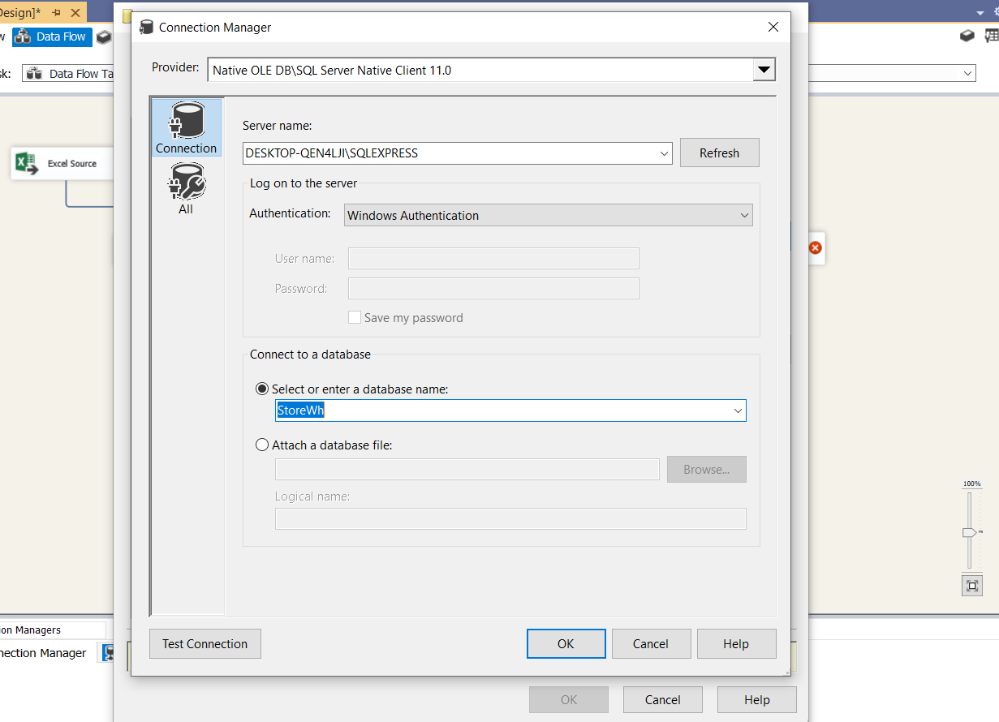 Design]*
Connection Manager
Data Flow
Provider:
Native OLE DB\SQL Server Native Client 11.0
sk:
Data Flow Ta
Connection
All
Server name:
DESKTOP-QEN4LJI\SQLEXPRESS
Refresh
Log on to the server
Authentication:
Windows Authentication
Excel Source
User name:
Password:
Save my password
Connect to a database
Select or enter a database name:
StoreWh
Attach a database file:
Browse...
Logical name:
100%
ion Managers
nection Manager
Test Connection
OK
Cancel
Help
OK
Cancel
Help